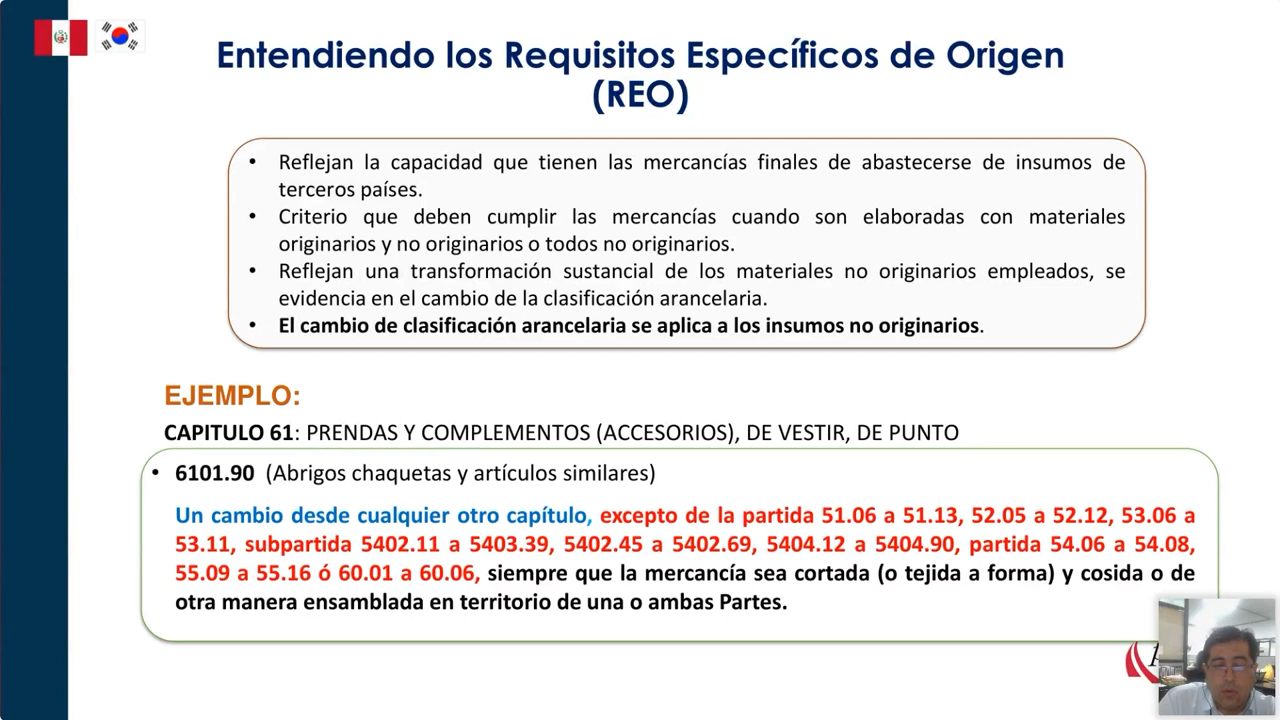 Entendiendo los Requisitos Específicos de Origen
(REO)
• Reflejan la capacidad que tienen las mercancías finales de abastecerse de insumos de
terceros países.
• Criterio que deben cumplir las mercancías cuando son elaboradas con materiales
originarios y no originarios o todos no originarios.
• Reflejan una transformación sustancial de los materiales no originarios empleados, se
evidencia en el cambio de la clasificación arancelaria.
• El cambio de clasificación arancelaria se aplica a los insumos no originarios.
EJEMPLO:
CAPITULO 61: PRENDAS Y COMPLEMENTOS (ACCESORIOS), DE VESTIR, DE PUNTO
• 6101.90 (Abrigos chaquetas y artículos similares)
Un cambio desde cualquier otro capítulo, excepto de la partida 51.06 a 51.13, 52.05 a 52.12, 53.06 a
53.11, subpartida 5402.11 a 5403.39, 5402.45 a 5402.69, 5404.12 a 5404.90, partida 54.06 a 54.08,
55.09 a 55.16 ó 60.01 a 60.06, siempre que la mercancía sea cortada (o tejida a forma) y cosida o de
otra manera ensamblada en territorio de una o ambas Partes.